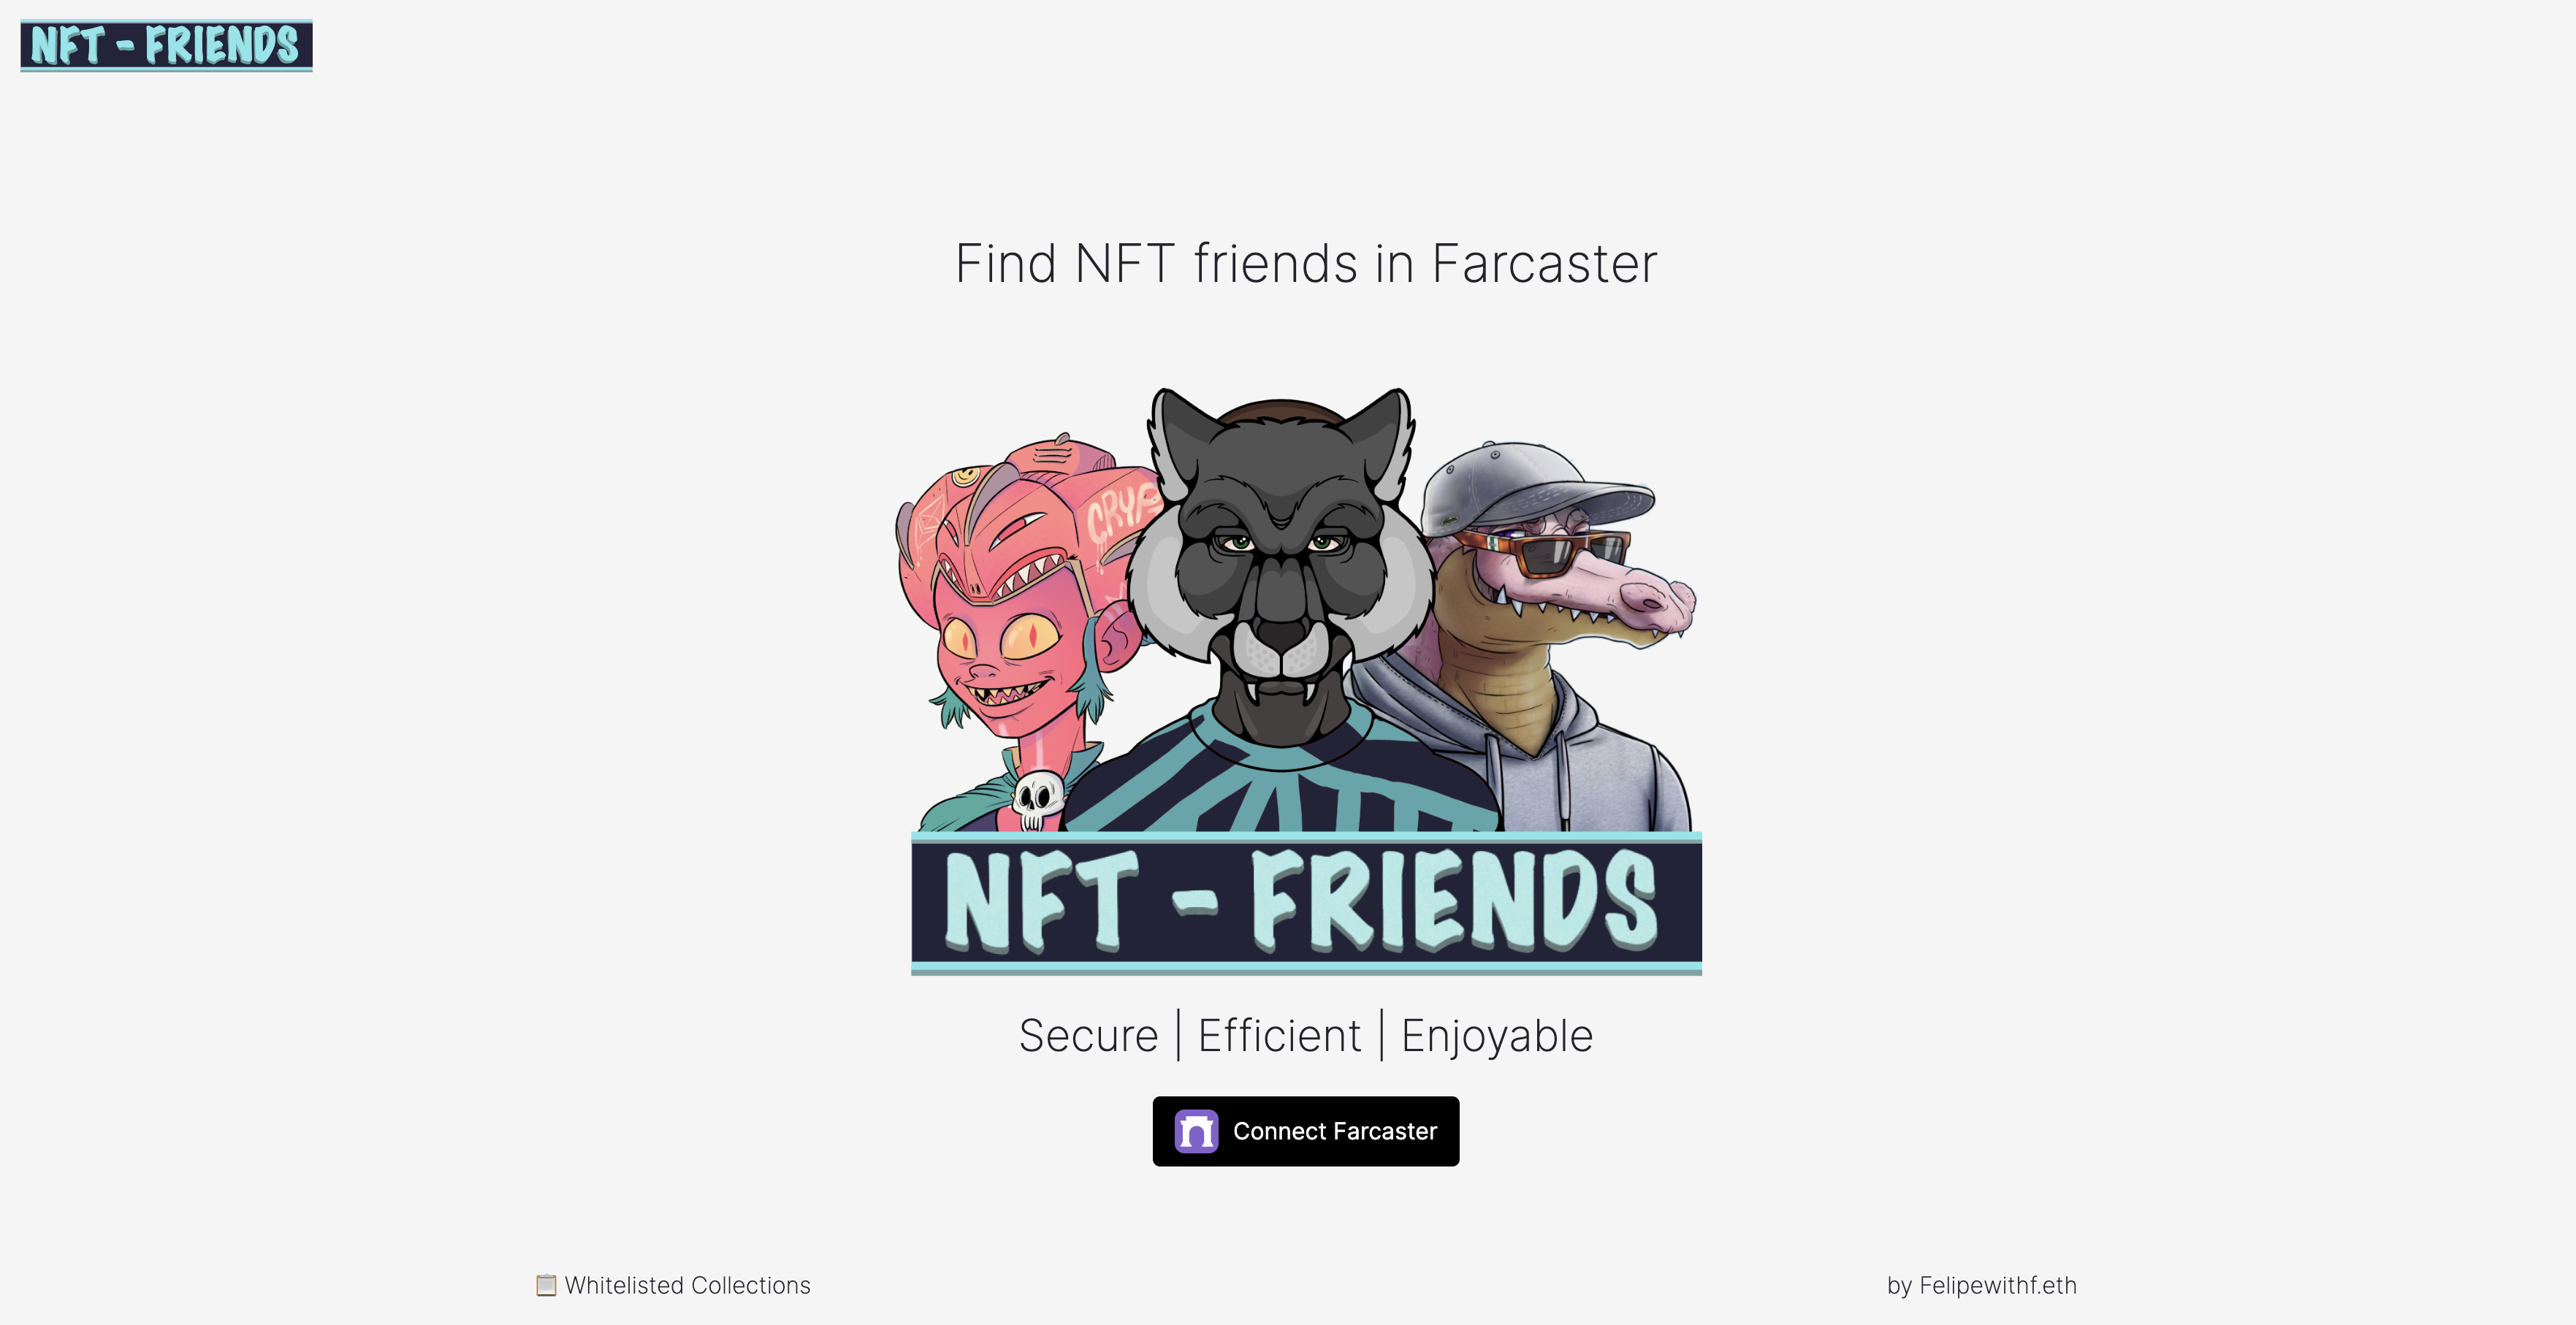 NFT - FRIENDS
Find NFT friends in Farcaster
NFT - FRIENDS
Secure | Efficient | Enjoyable
Connect Farcaster
📋 Whitelisted Collections
by Felipewithf.eth